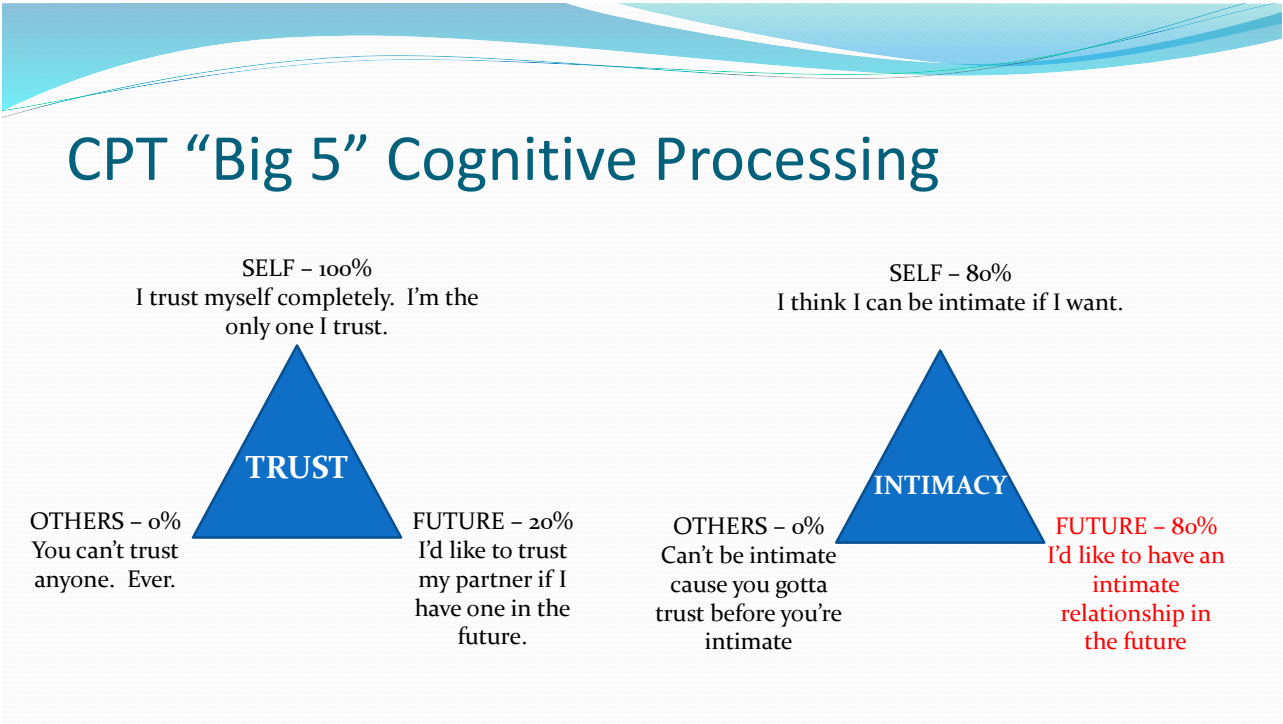 CPT “Big 5” Cognitive Processing
SELF – 100%
I trust myself completely.  I’m the
only one I trust.
TRUST
OTHERS – 0%
You can’t trust
anyone.  Ever.
FUTURE – 20%
I’d like to trust
my partner if I
have one in the
future.
SELF – 80%
I think I can be intimate if I want.
INTIMACY
OTHERS – 0%
Can’t be intimate
cause you gotta
trust before you’re
intimate
FUTURE – 80%
I’d like to have an
intimate
relationship in
the future